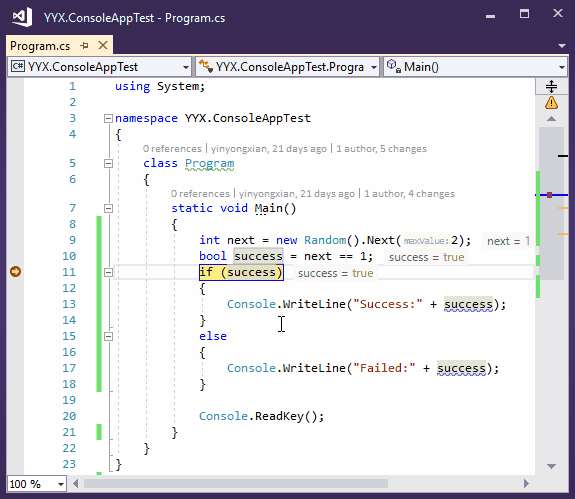 YYX.ConsoleAppTest - Program.cs
Program.cs
C# YYX.ConsoleAppTest YYX.ConsoleAppTest.Progra Main()
1 using System;
2
3 namespace YYX.ConsoleAppTest
4 {
0 references | yinyongxian, 21 days ago | 1 author, 5 changes
5 class Program
6 {
0 references | yinyongxian, 21 days ago | 1 author, 4 changes
7 static void Main()
8 {
9 int next = new Random().Next(maxValue:2); next = 1
10 bool success = next == 1; success = true
11 if (success) success = true
12 {
13 Console.WriteLine("Success:" + success);
14 }
15 else
16 {
17 Console.WriteLine("Failed:" + success);
18 }
19
20 Console.ReadKey();
21 }
22 }
23 }
100 %